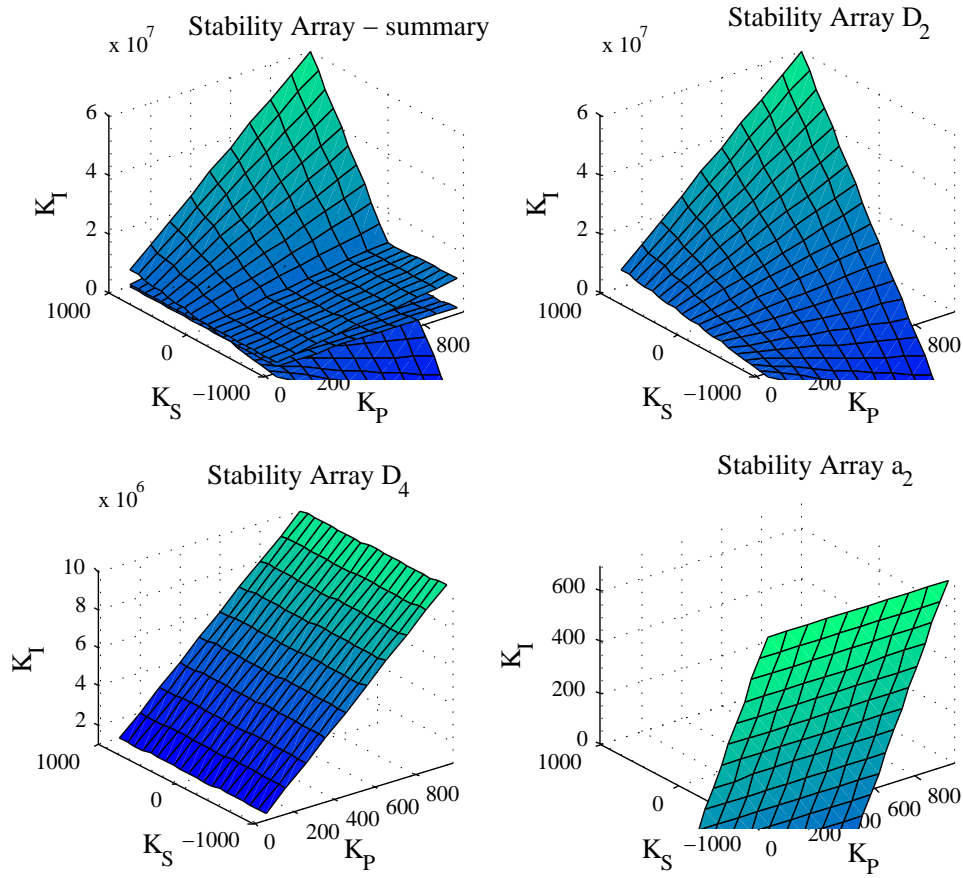 Stability Array – summary
x 10^7
6
4
2
0
K_I
1000
0
−1000
K_S
0
200
800
K_P
Stability Array D_2
x 10^7
6
4
2
0
K_I
1000
0
−1000
K_S
0
200
800
K_P
Stability Array D_4
x 10^6
10
8
6
4
2
K_I
1000
0
−1000
K_S
0
200
400
600
800
K_P
Stability Array a_2
600
400
200
0
K_I
1000
0
−1000
K_S
0
200
600
800
K_P